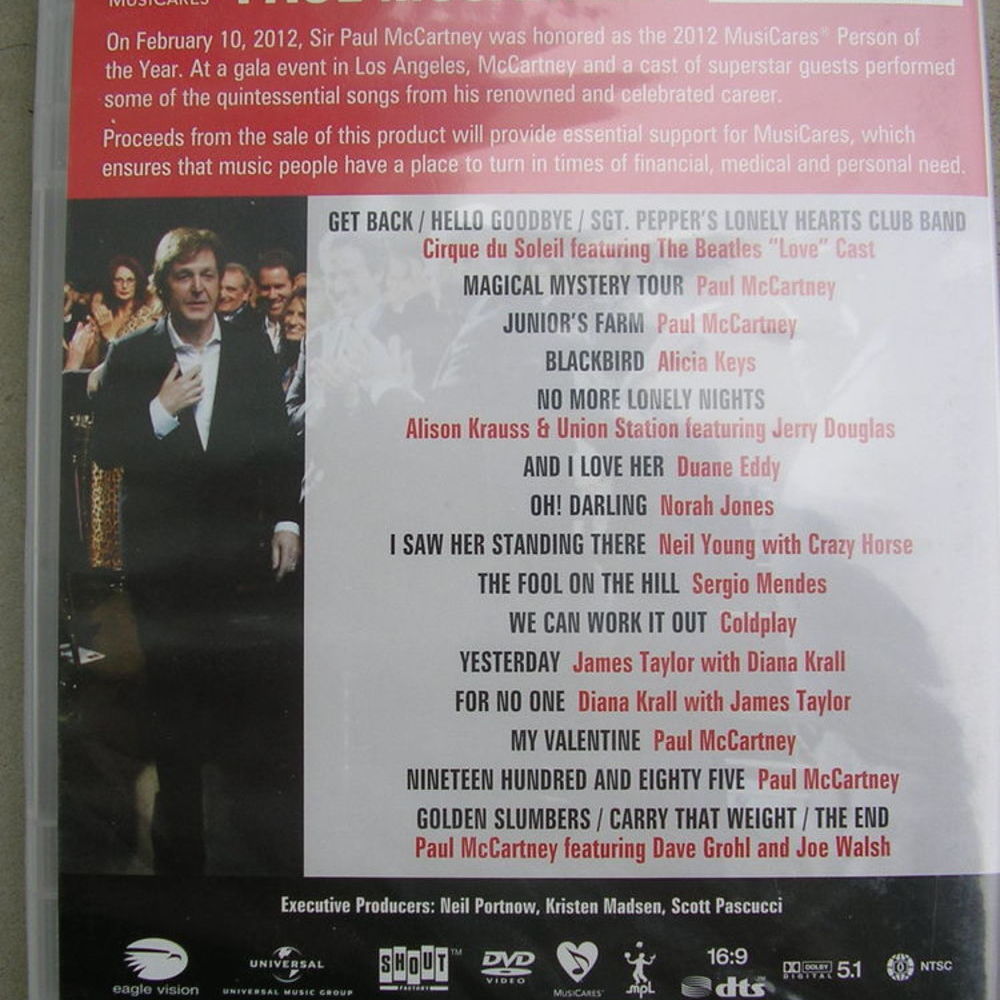 MUSICARES
On February 10, 2012, Sir Paul McCartney was honored as the 2012 MusiCares® Person of
the Year. At a gala event in Los Angeles, McCartney and a cast of superstar guests performed
some of the quintessential songs from his renowned and celebrated career.
Proceeds from the sale of this product will provide essential support for MusiCares, which
ensures that music people have a place to turn in times of financial, medical and personal need.
GET BACK / HELLO GOODBYE / SGT. PEPPER'S LONELY HEARTS CLUB BAND
Cirque du Soleil featuring The Beatles "Love" Cast
MAGICAL MYSTERY TOUR Paul McCartney
JUNIOR'S FARM Paul McCartney
BLACKBIRD Alicia Keys
NO MORE LONELY NIGHTS
Alison Krauss & Union Station featuring Jerry Douglas
AND I LOVE HER Duane Eddy
OH! DARLING Norah Jones
I SAW HER STANDING THERE Neil Young with Crazy Horse
THE FOOL ON THE HILL Sergio Mendes
WE CAN WORK IT OUT Coldplay
YESTERDAY James Taylor with Diana Krall
FOR NO ONE Diana Krall with James Taylor
MY VALENTINE Paul McCartney
NINETEEN HUNDRED AND EIGHTY FIVE Paul McCartney
GOLDEN SLUMBERS / CARRY THAT WEIGHT / THE END
Paul McCartney featuring Dave Grohl and Joe Walsh
Executive Producers: Neil Portnow, Kristen Madsen, Scott Pascucci
eagle vision
UNIVERSAL
UNIVERSAL MUSIC GROUP
SHOUT™
FACTORY
DVD
VIDEO
MUSICARES
MPL
16:9
dts
DOLBY
DIGITAL 5.1
NTSC